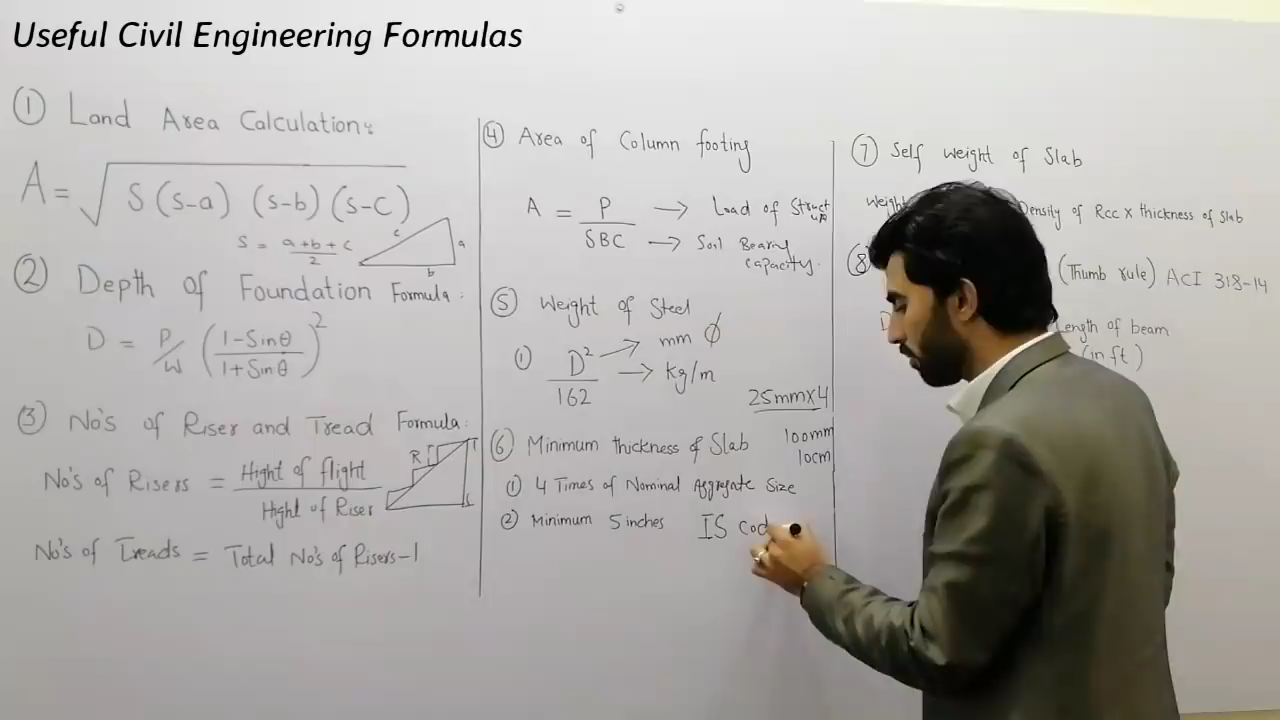 Useful Civil Engineering Formulas
① Land Area Calculation:
A = √ S (s-a) (s-b) (s-c)
S = a+b+c / 2
c
a
b
② Depth of Foundation Formula:
D = P/W (1-Sinθ / 1+Sinθ)²
③ No's of Riser and Tread Formula:
R
T
No's of Risers = Hight of flight / Hight of Riser
No's of Treads = Total No's of Risers-1
④ Area of Column footing
A = P / SBC
→ Load of Struct
→ Soil Bearing capacity.
⑤ Weight of Steel
① D² / 162
→ mm ϕ
→ kg/m
25mmx4
⑥ Minimum thickness of Slab
100mm
10cm
① 4 Times of Nominal Aggregate Size
② Minimum 5inches IS cod
⑦ Self weight of Slab
Weight Density of Rcc x thickness of slab
⑧ (Thumb rule) ACI 318-14
D Length of beam
(in ft)